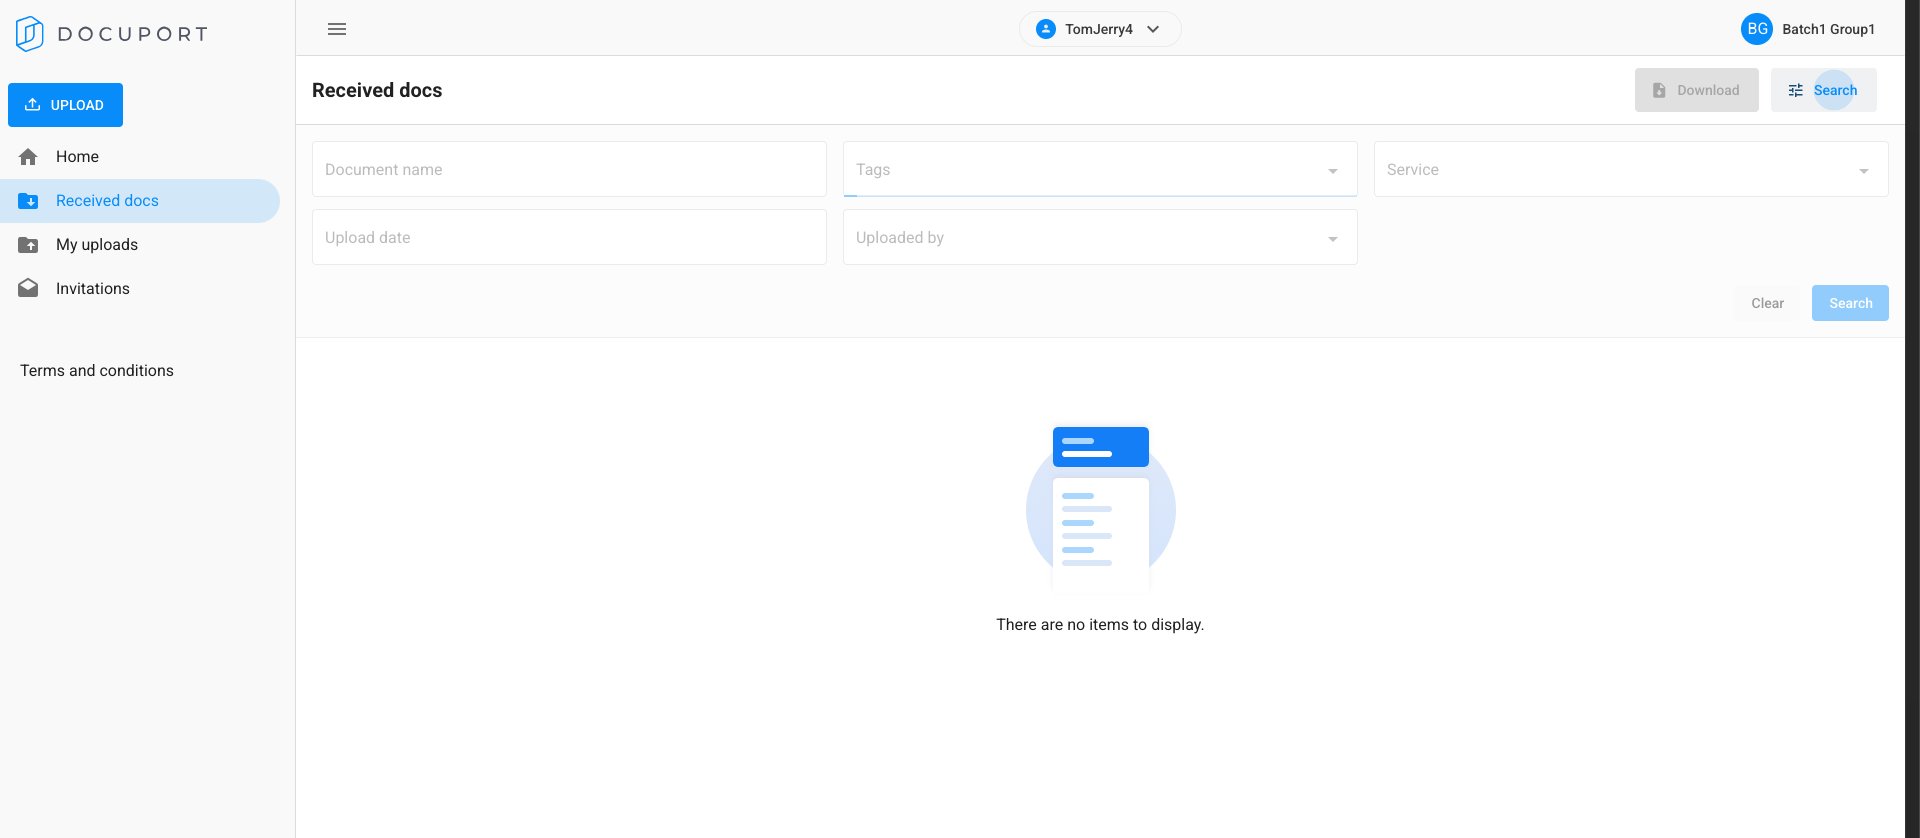 DOCUPORT
TomJerry4
BG Batch1 Group1
UPLOAD
Home
Received docs
My uploads
Invitations
Terms and conditions
Received docs
Download
Search
Document name
Tags
Service
Upload date
Uploaded by
Clear
Search
There are no items to display.